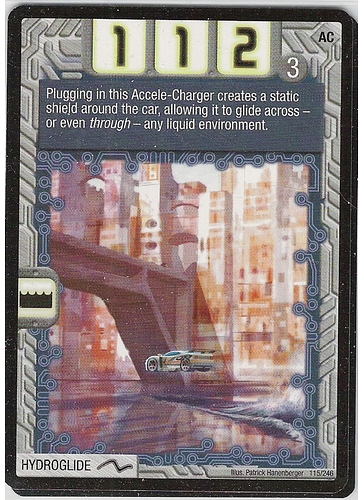 AC
1 1 2
3
Plugging in this Accele-Charger creates a static
shield around the car, allowing it to glide across –
or even through – any liquid environment.
HYDROGLIDE
Illus. Patrick Hanenberger 115/246